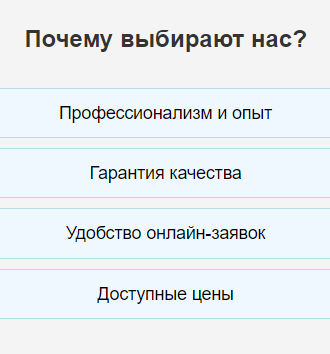 Почему выбирают нас?
Профессионализм и опыт
Гарантия качества
Удобство онлайн-заявок
Доступные цены